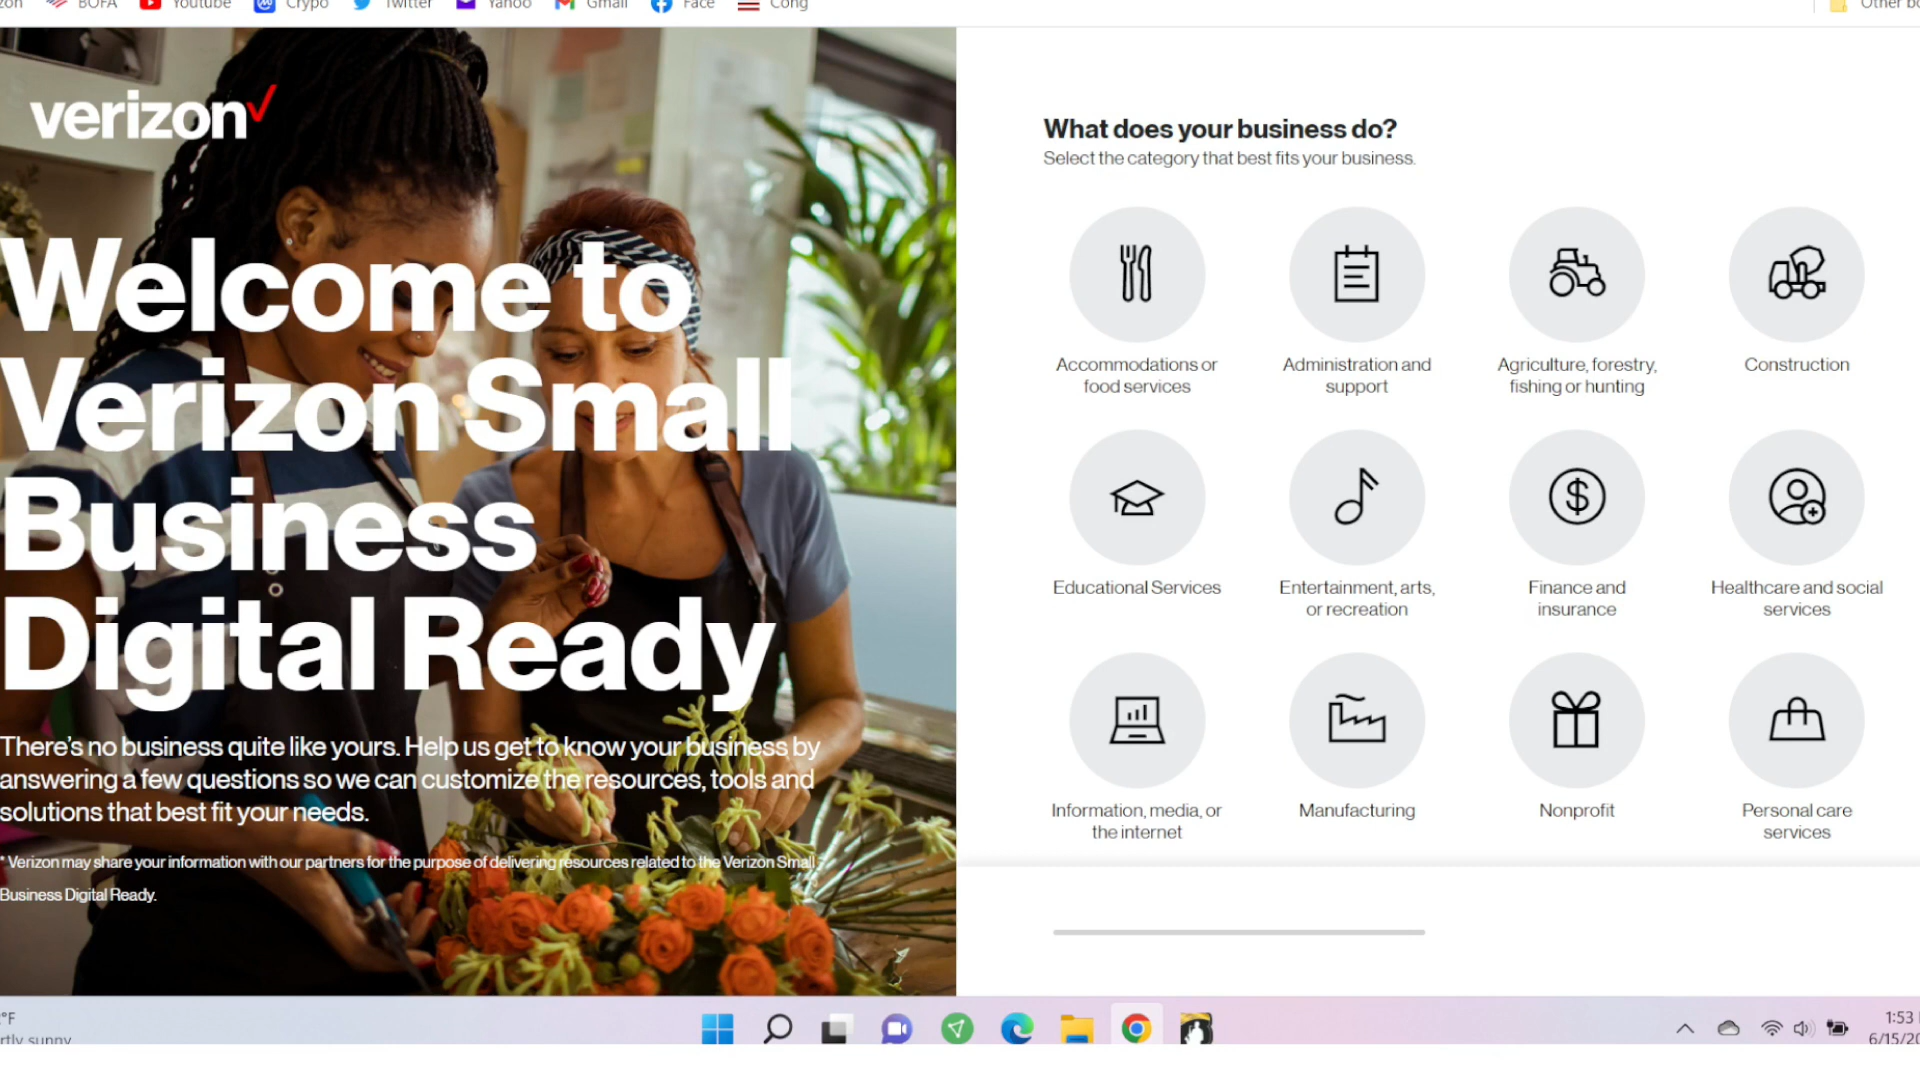 BOFA Youtube Crypo Twitter Yahoo Gmail Face Cong
verizon
Welcome to
Verizon Small
Business
Digital Ready
There's no business quite like yours. Help us get to know your business by
answering a few questions so we can customize the resources, tools and
solutions that best fit your needs.
* Verizon may share your information with our partners for the purpose of delivering resources related to the Verizon Small
Business Digital Ready.
What does your business do?
Select the category that best fits your business.
Accommodations or
food services
Administration and
support
Agriculture, forestry,
fishing or hunting
Construction
Educational Services
Entertainment, arts,
or recreation
Finance and
insurance
Healthcare and social
services
Information, media, or
the internet
Manufacturing
Nonprofit
Personal care
services
°F
sunny
1:53
6/15/20